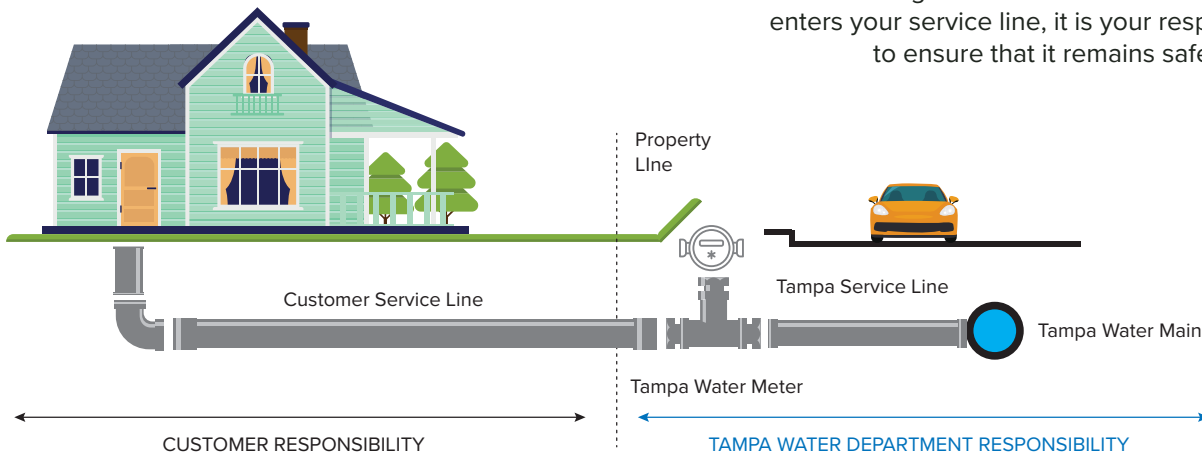 enters your service line, it is your
to ensure that it remains safe
Property
LIne
Customer Service Line
Tampa Service Line
Tampa Water Main
Tampa Water Meter
CUSTOMER RESPONSIBILITY
TAMPA WATER DEPARTMENT RESPONSIBILITY